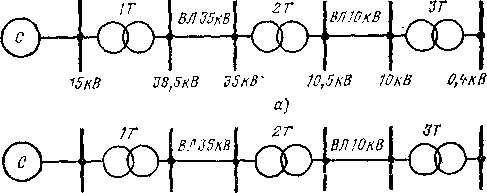 1Т ВЛ 35кВ 2Т ВЛ 10кВ 3Т
С
15кВ 38,5кВ 35кВ 10,5кВ 10кВ 0,4кВ
а)
1Т ВЛ 35кВ 2Т ВЛ 10кВ 3Т
С